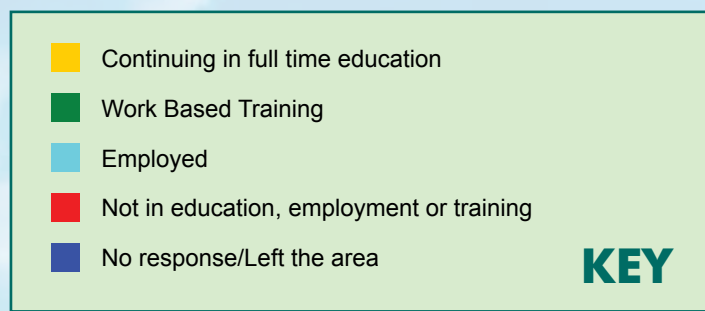 Continuing in full time education
Work Based Training
Employed
Not in education, employment or training
No response/Left the area
KEY